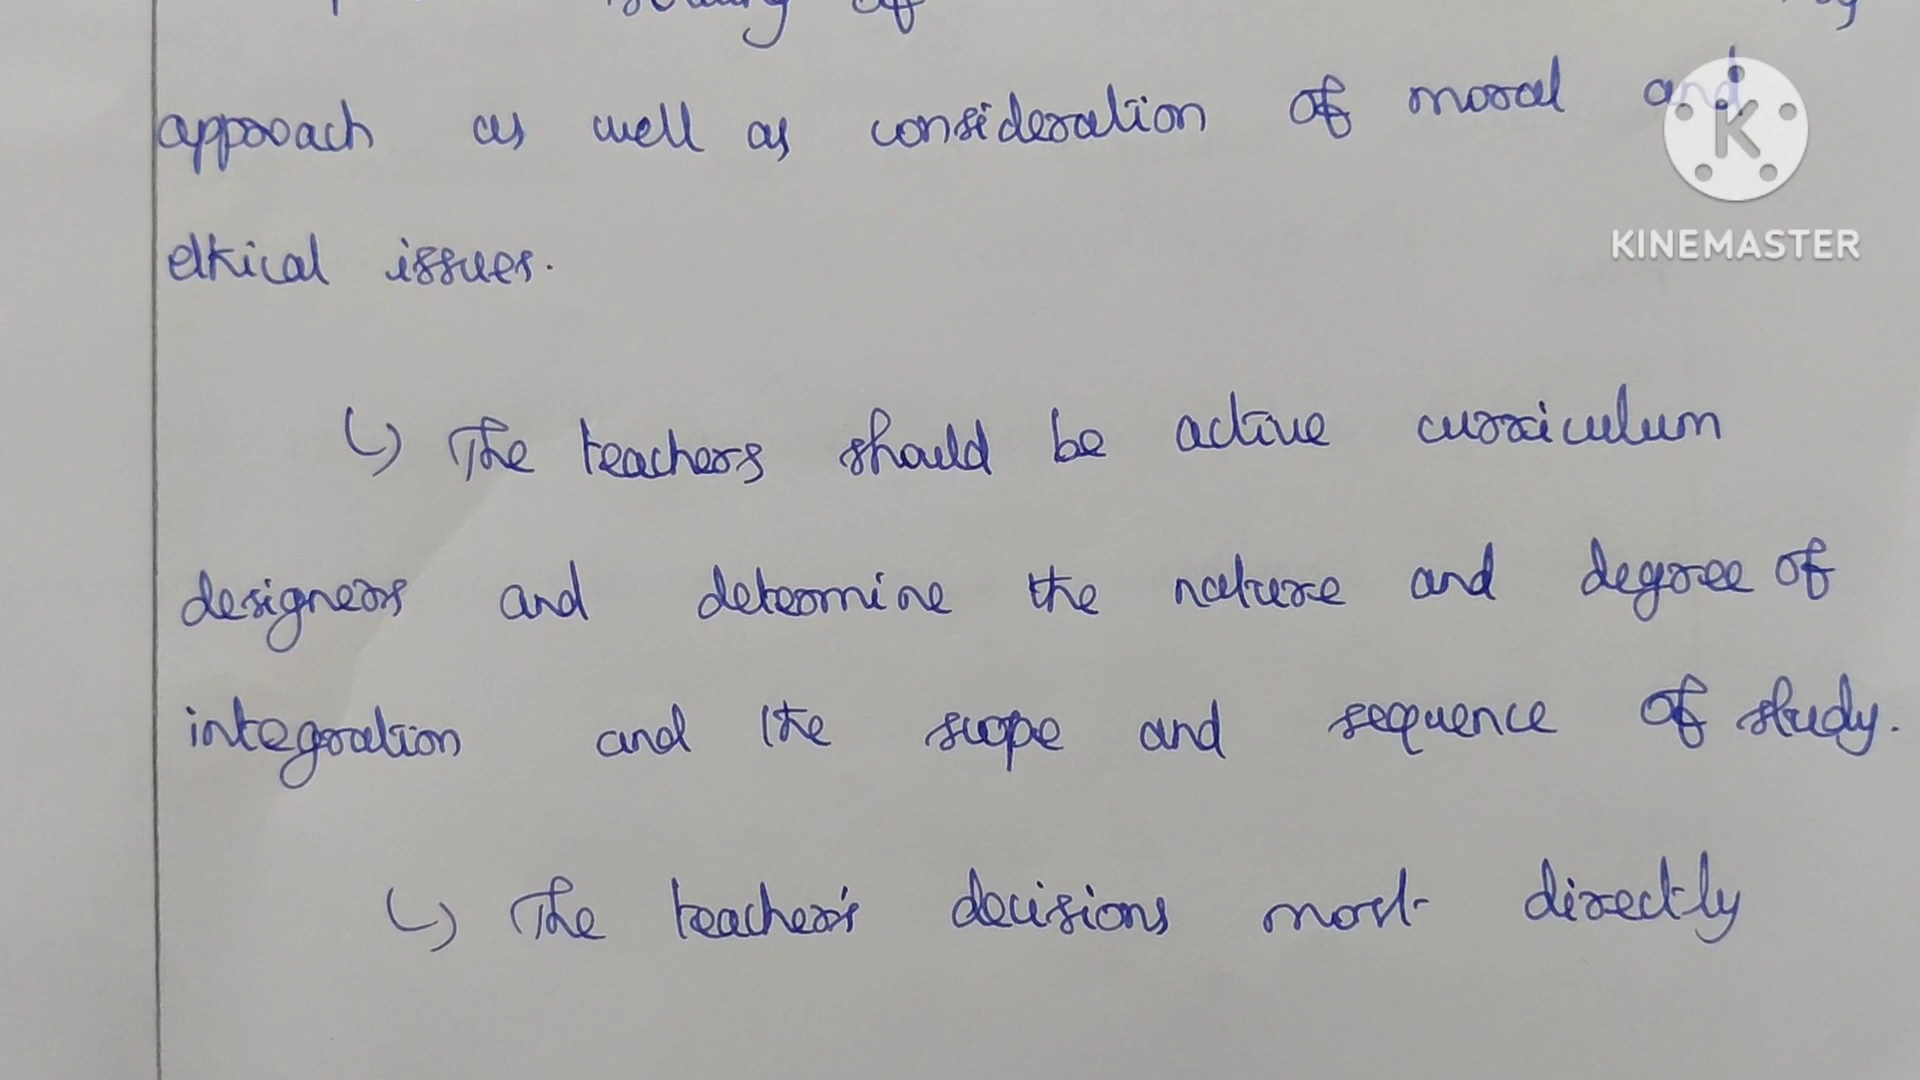 of
approach as well as consideration of moral and
ethical issues.
KINEMASTER
↳ The teachers should be active curriculum
designers and determine the nature and degree of
integration and the scope and sequence of study.
↳ The teacher's decisions most directly